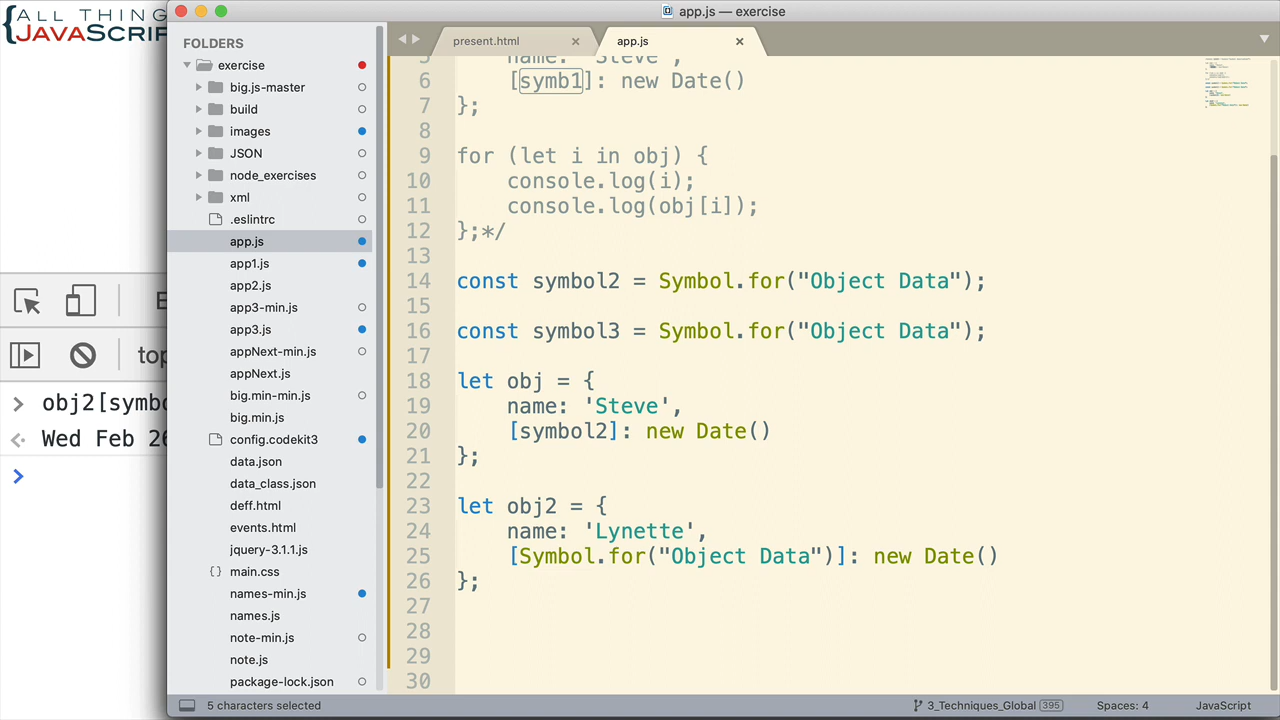 ALL THING
JAVASCRI
app.js — exercise
FOLDERS
exercise
big.js-master
build
images
JSON
node_exercises
xml
.eslintrc
app.js
app1.js
app2.js
app3-min.js
app3.js
appNext-min.js
appNext.js
big.min-min.js
big.min.js
config.codekit3
data.json
data_class.json
deff.html
events.html
jquery-3.1.1.js
main.css
names-min.js
names.js
note-min.js
note.js
package-lock.json
present.html
app.js
5 name: 'Steve',
6 [symb1]: new Date()
7 };
8
9 for (let i in obj) {
10 console.log(i);
11 console.log(obj[i]);
12 };*/
13
14 const symbol2 = Symbol.for("Object Data");
15
16 const symbol3 = Symbol.for("Object Data");
17
18 let obj = {
19 name: 'Steve',
20 [symbol2]: new Date()
21 };
22
23 let obj2 = {
24 name: 'Lynette',
25 [Symbol.for("Object Data")]: new Date()
26 };
27
28
29
30
top
> obj2[symbo
Wed Feb 26
>
5 characters selected
3_Techniques_Global 395
Spaces: 4
JavaScript